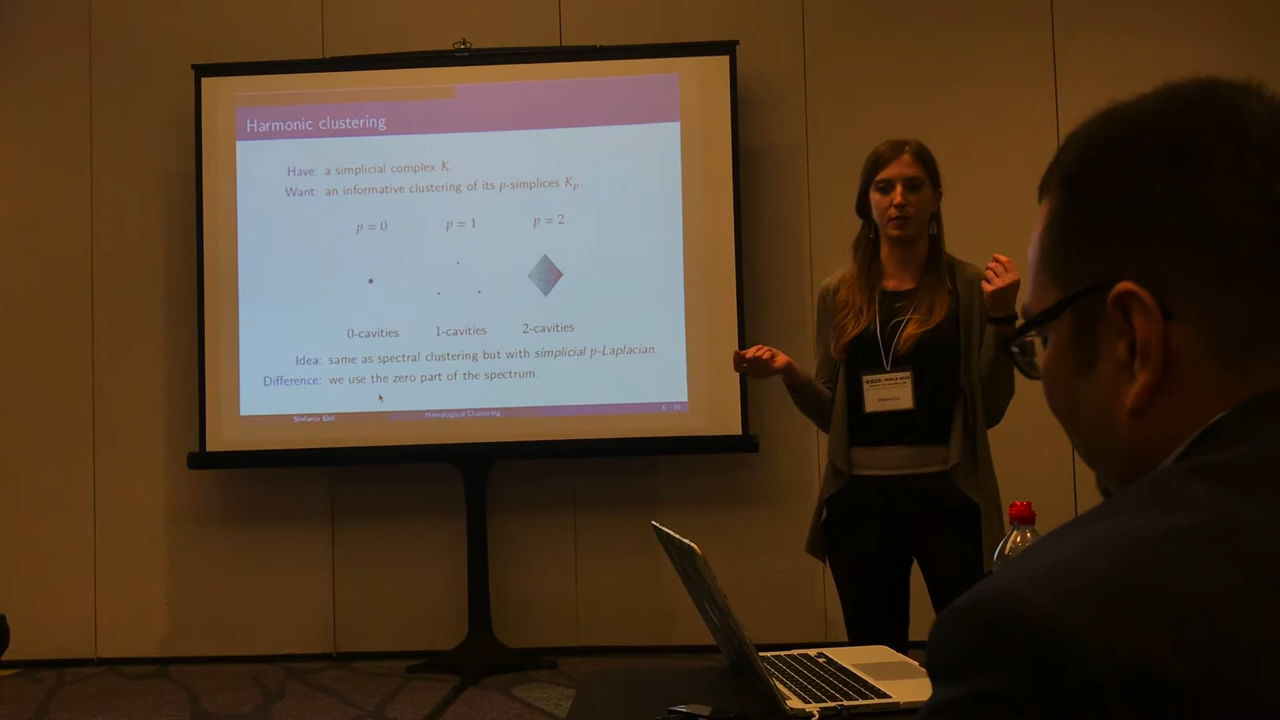 Harmonic clustering
Have: a simplicial complex K.
Want: an informative clustering of its p-simplices Kₚ.
p = 0 p = 1 p = 2
0-cavities 1-cavities 2-cavities
Idea: same as spectral clustering but with simplicial p-Laplacian.
Difference: we use the zero part of the spectrum.
Stefania Ebli Homological Clustering 6 / 16